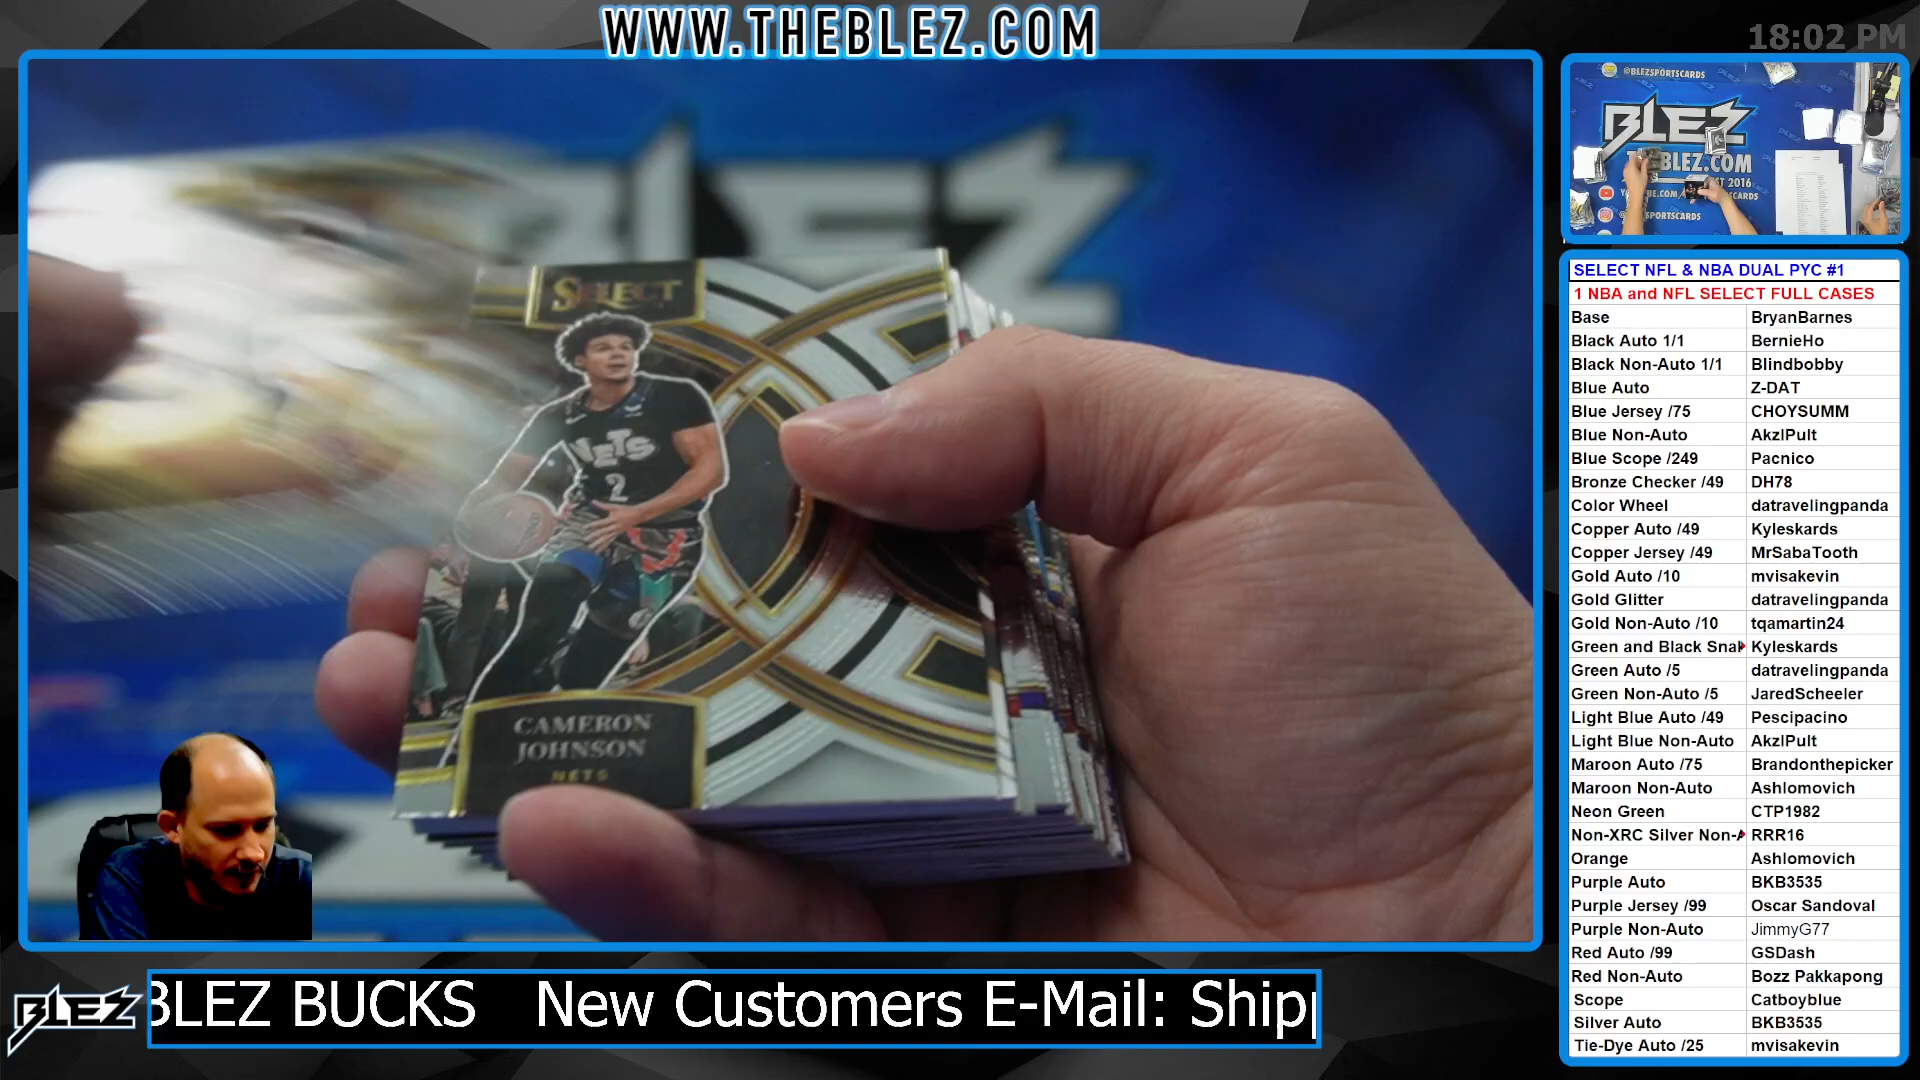 WWW.THEBLEZ.COM
18:02 PM
@BLEZSPORTSCARDS
BLEZ
SELECT
NETS
2
CAMERON
JOHNSON
NETS
SELECT NFL & NBA DUAL PYC #1
1 NBA and NFL SELECT FULL CASES
Base BryanBarnes
Black Auto 1/1 BernieHo
Black Non-Auto 1/1 Blindbobby
Blue Auto Z-DAT
Blue Jersey /75 CHOYSUMM
Blue Non-Auto AkzlPult
Blue Scope /249 Pacnico
Bronze Checker /49 DH78
Color Wheel datravelingpanda
Copper Auto /49 Kyleskards
Copper Jersey /49 MrSabaTooth
Gold Auto /10 mvisakevin
Gold Glitter datravelingpanda
Gold Non-Auto /10 tqamartin24
Green and Black Sna Kyleskards
Green Auto /5 datravelingpanda
Green Non-Auto /5 JaredScheeler
Light Blue Auto /49 Pescipacino
Light Blue Non-Auto AkzlPult
Maroon Auto /75 Brandonthepicker
Maroon Non-Auto Ashlomovich
Neon Green CTP1982
Non-XRC Silver Non-A RRR16
Orange Ashlomovich
Purple Auto BKB3535
Purple Jersey /99 Oscar Sandoval
Purple Non-Auto JimmyG77
Red Auto /99 GSDash
Red Non-Auto Bozz Pakkapong
Scope Catboyblue
Silver Auto BKB3535
Tie-Dye Auto /25 mvisakevin
BLEZ
BLEZ BUCKS New Customers E-Mail: Ship